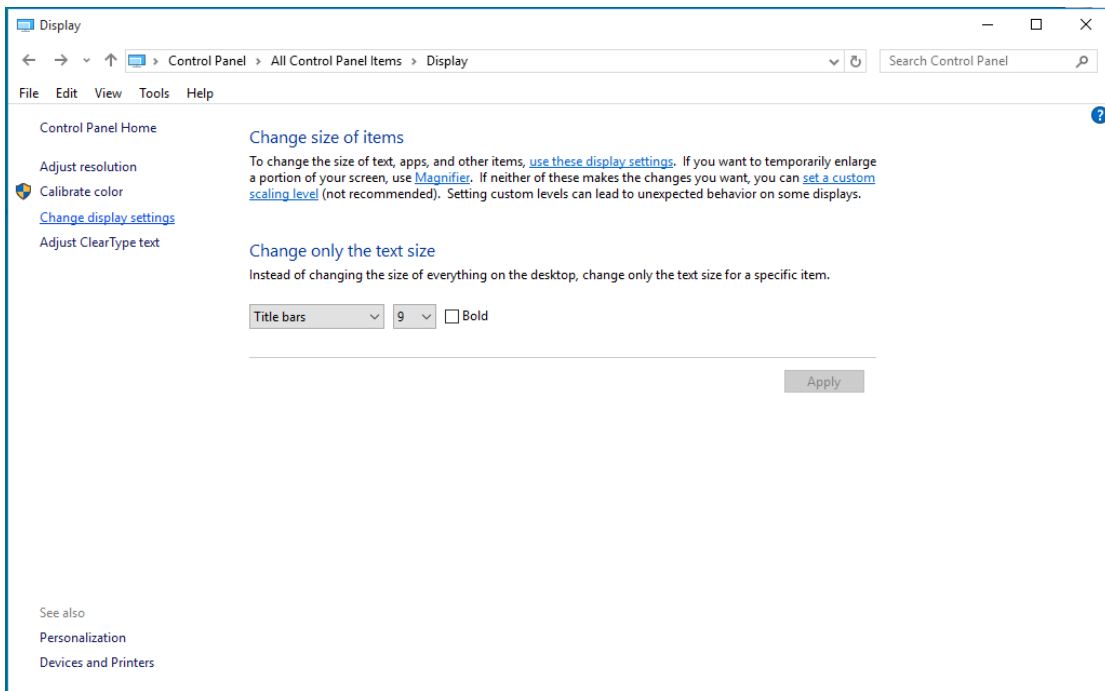 Display
Control Panel > All Control Panel Items > Display
Search Control Panel
File Edit View Tools Help
?
Control Panel Home
Adjust resolution
Calibrate color
Change display settings
Adjust ClearType text
Change size of items
To change the size of text, apps, and other items, use these display settings. If you want to temporarily enlarge
a portion of your screen, use Magnifier. If neither of these makes the changes you want, you can set a custom
scaling level (not recommended). Setting custom levels can lead to unexpected behavior on some displays.
Change only the text size
Instead of changing the size of everything on the desktop, change only the text size for a specific item.
Title bars 9 Bold
Apply
See also
Personalization
Devices and Printers